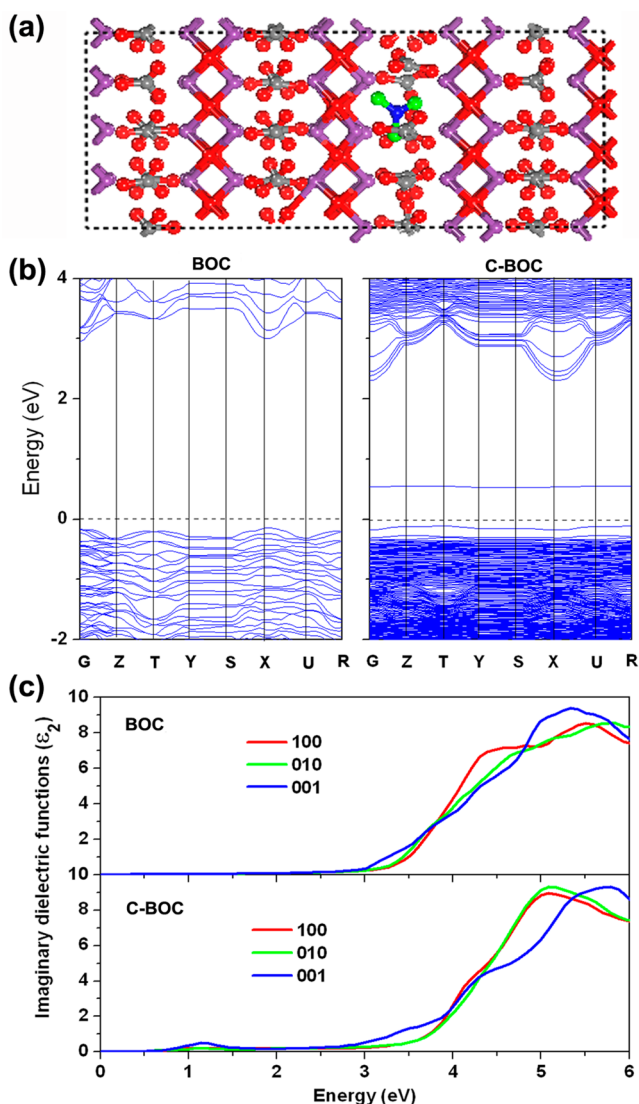 (a)
(b)
BOC C-BOC
4 2 0 -2
Energy (eV)
G Z T Y S X U R G Z T Y S X U R
(c)
Imaginary dielectric functions (ε₂)
10
BOC
8
100
6
010
001
4
2
10
C-BOC
8
100
6
010
4
001
2
0
0 1 2 3 4 5 6
Energy (eV)